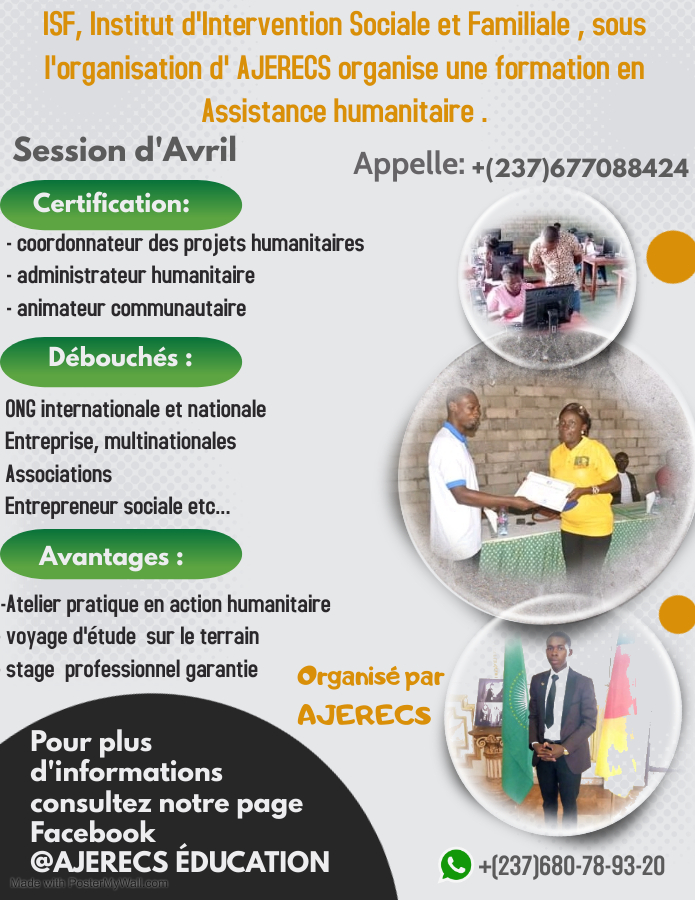 ISF, Institut d'Intervention Sociale et Familiale , sous
l'organisation d' AJERECS organise une formation en
Assistance humanitaire .
Session d'Avril
Appelle: +(237)677088424
Certification:
- coordonnateur des projets humanitaires
- administrateur humanitaire
- animateur communautaire
Débouchés :
ONG internationale et nationale
Entreprise, multinationales
Associations
Entrepreneur sociale etc...
Avantages :
-Atelier pratique en action humanitaire
voyage d'étude sur le terrain
stage professionnel garantie
Organisé par
AJERECS
Pour plus
d'informations
consultez notre page
Facebook
@AJERECS ÉDUCATION
+(237)680-78-93-20
Made with PosterMyWall.com